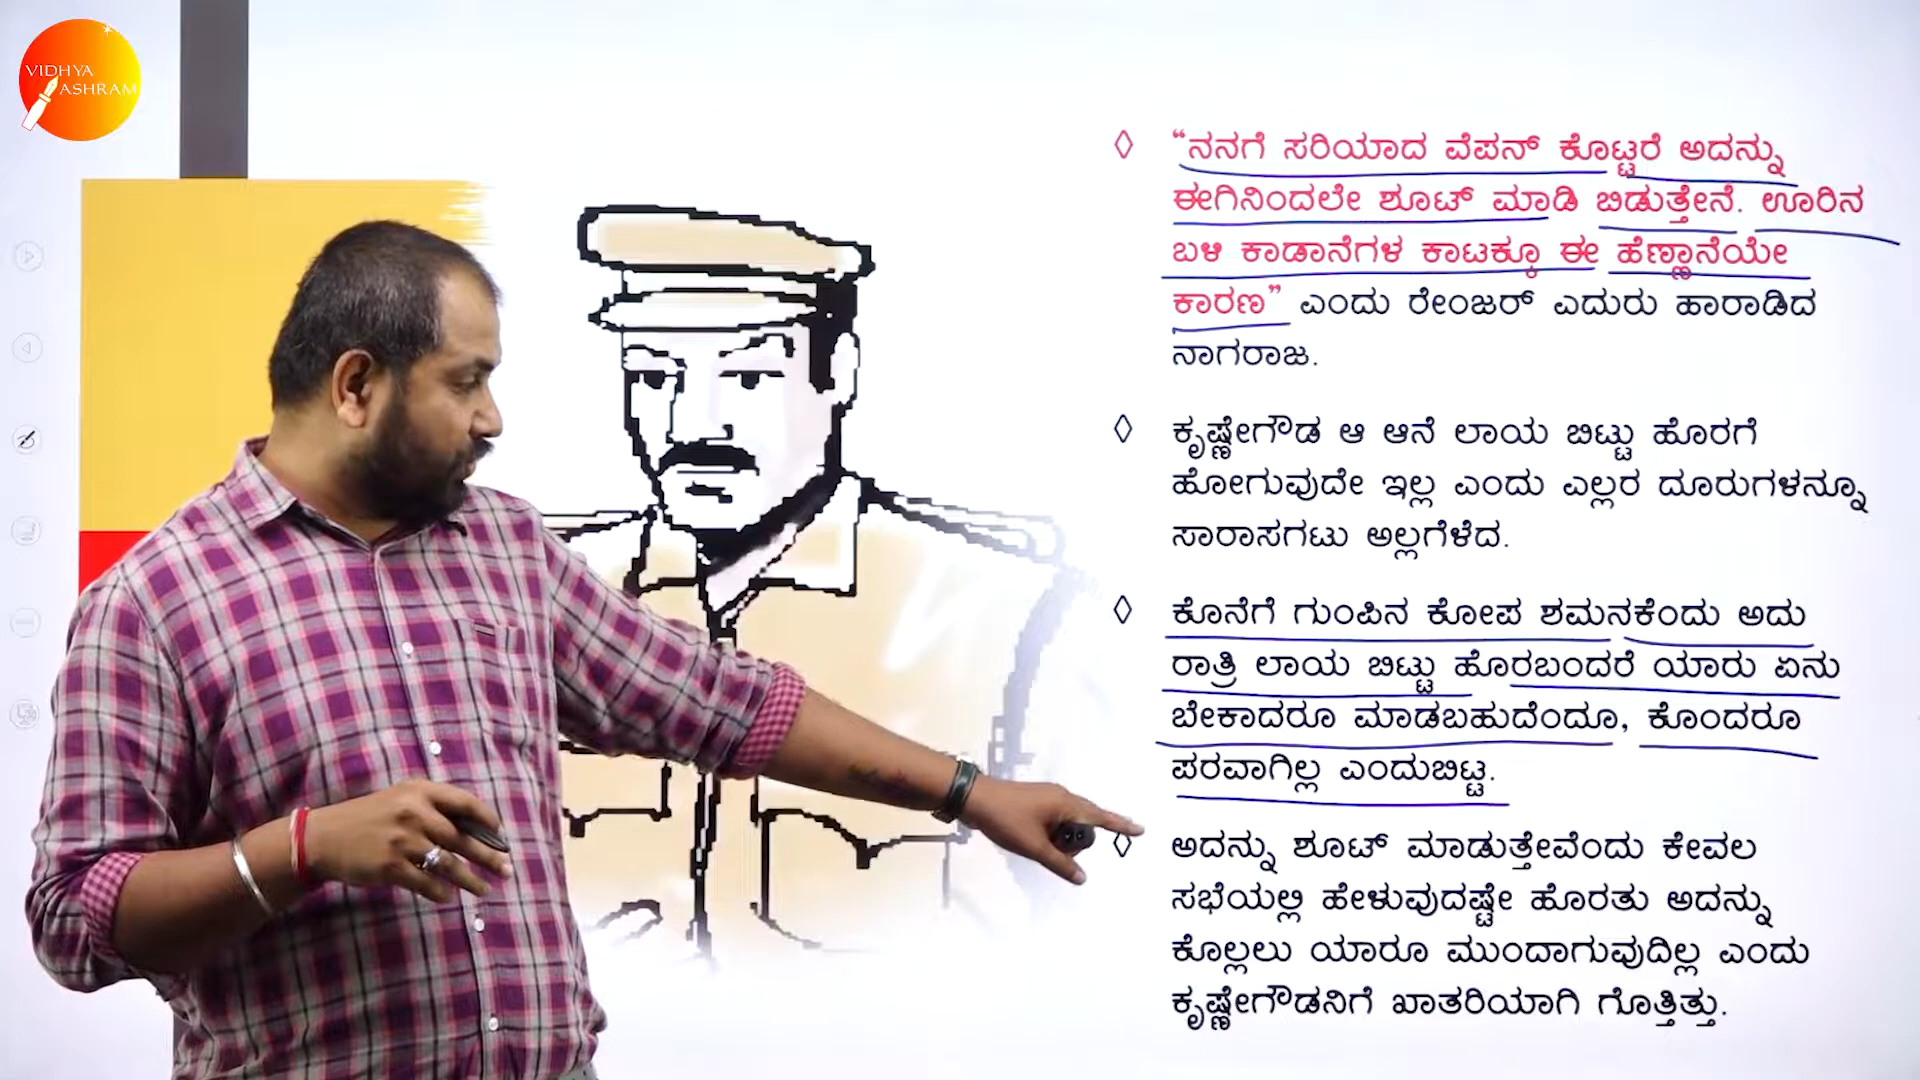 VIDHYA
ASHRAM
“ನನಗೆ ಸರಿಯಾದ ವೆಪನ್ ಕೊಟ್ಟರೆ ಅದನ್ನು
ಈಗಿನಿಂದಲೇ ಶೂಟ್ ಮಾಡಿ ಬಿಡುತ್ತೇನೆ. ಊರಿನ
ಬಳಿ ಕಾಡಾನೆಗಳ ಕಾಟಕ್ಕೂ ಈ ಹೆಣ್ಣಾನೆಯೇ
ಕಾರಣ” ಎಂದು ರೇಂಜರ್ ಎದುರು ಹಾರಾಡಿದ
ನಾಗರಾಜ.
ಕೃಷ್ಣೇಗೌಡ ಆ ಆನೆ ಲಾಯ ಬಿಟ್ಟು ಹೊರಗೆ
ಹೋಗುವುದೇ ಇಲ್ಲ ಎಂದು ಎಲ್ಲರ ದೂರುಗಳನ್ನೂ
ಸಾರಾಸಗಟು ಅಲ್ಲಗೆಳೆದ.
ಕೊನೆಗೆ ಗುಂಪಿನ ಕೋಪ ಶಮನಕೆಂದು ಅದು
ರಾತ್ರಿ ಲಾಯ ಬಿಟ್ಟು ಹೊರಬಂದರೆ ಯಾರು ಏನು
ಬೇಕಾದರೂ ಮಾಡಬಹುದೆಂದೂ, ಕೊಂದರೂ
ಪರವಾಗಿಲ್ಲ ಎಂದುಬಿಟ್ಟ.
ಅದನ್ನು ಶೂಟ್ ಮಾಡುತ್ತೇವೆಂದು ಕೇವಲ
ಸಭೆಯಲ್ಲಿ ಹೇಳುವುದಷ್ಟೇ ಹೊರತು ಅದನ್ನು
ಕೊಲ್ಲಲು ಯಾರೂ ಮುಂದಾಗುವುದಿಲ್ಲ ಎಂದು
ಕೃಷ್ಣೇಗೌಡನಿಗೆ ಖಾತರಿಯಾಗಿ ಗೊತ್ತಿತ್ತು.